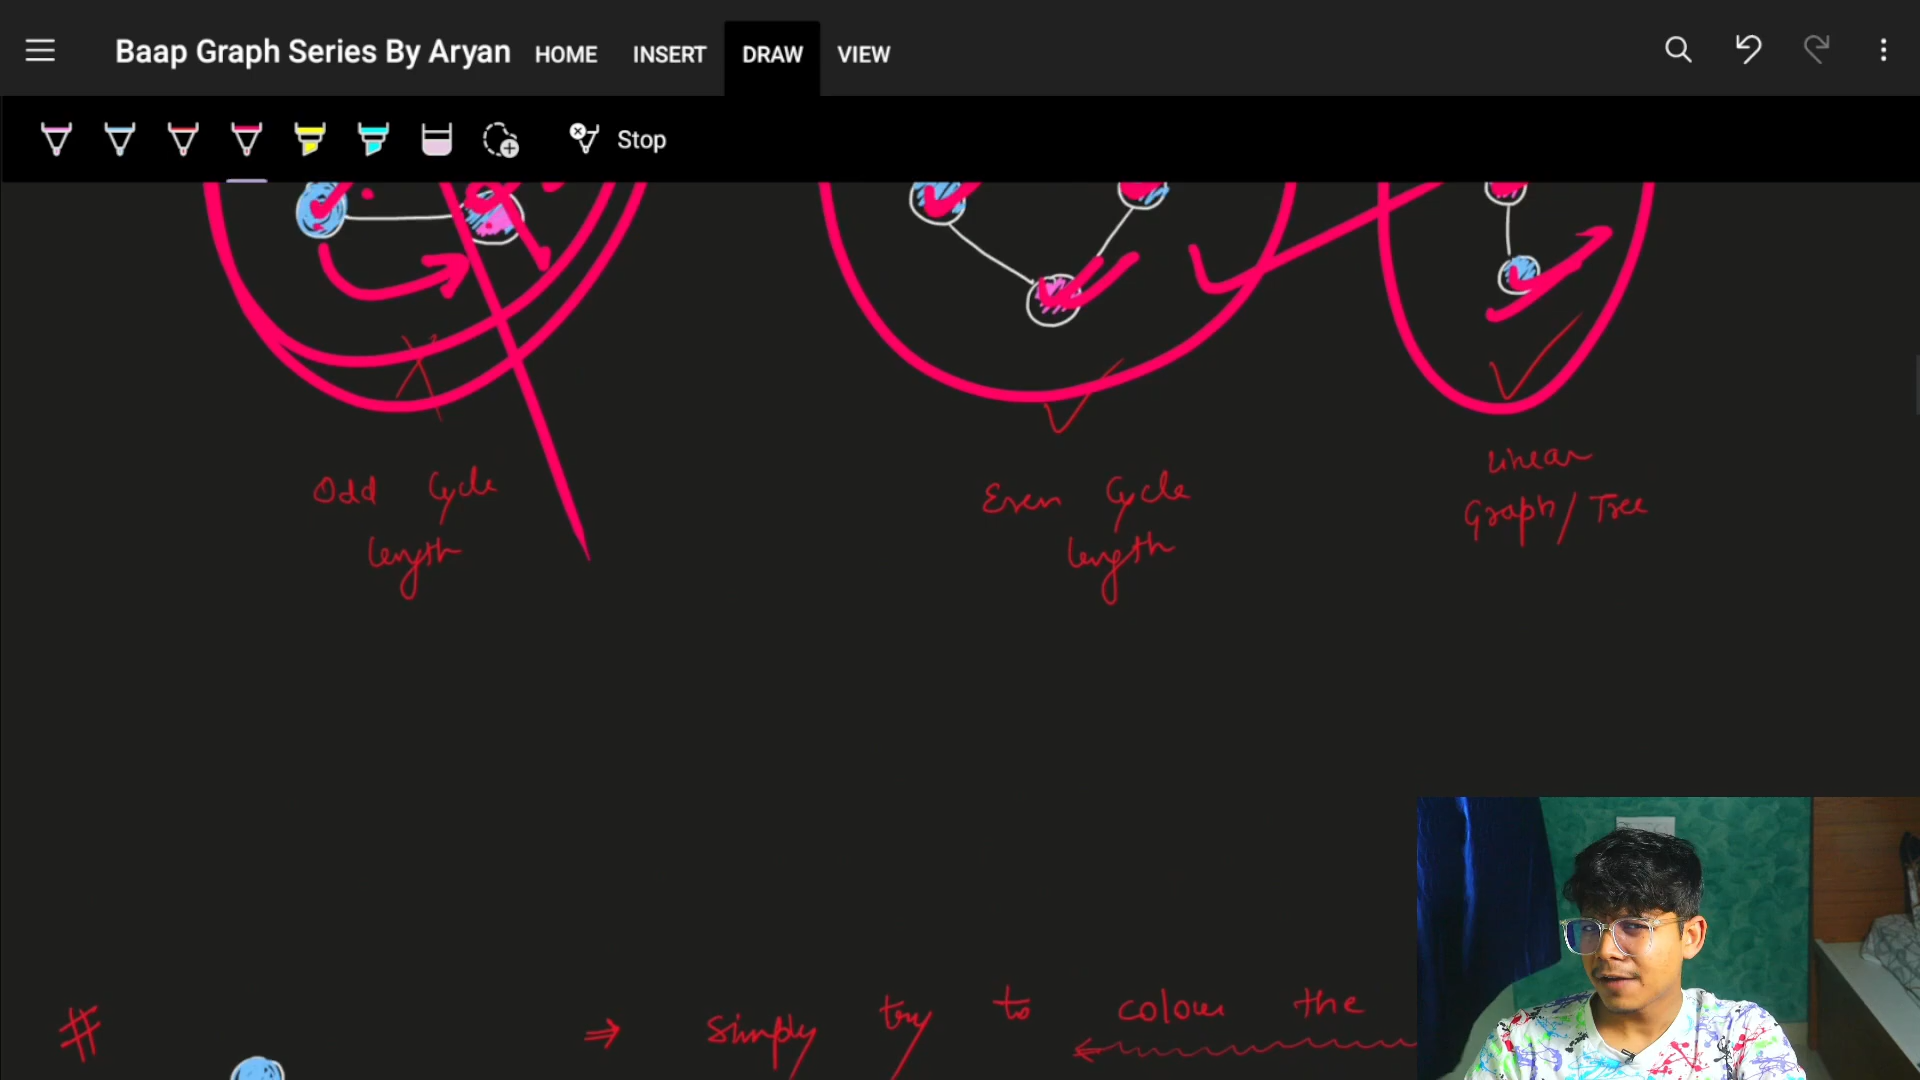 Baap Graph Series By Aryan HOME INSERT DRAW VIEW
Stop
Odd Cycle
length
Even Cycle
length
Linear
Graph/Tree
# ⇒ Simply try to colour the